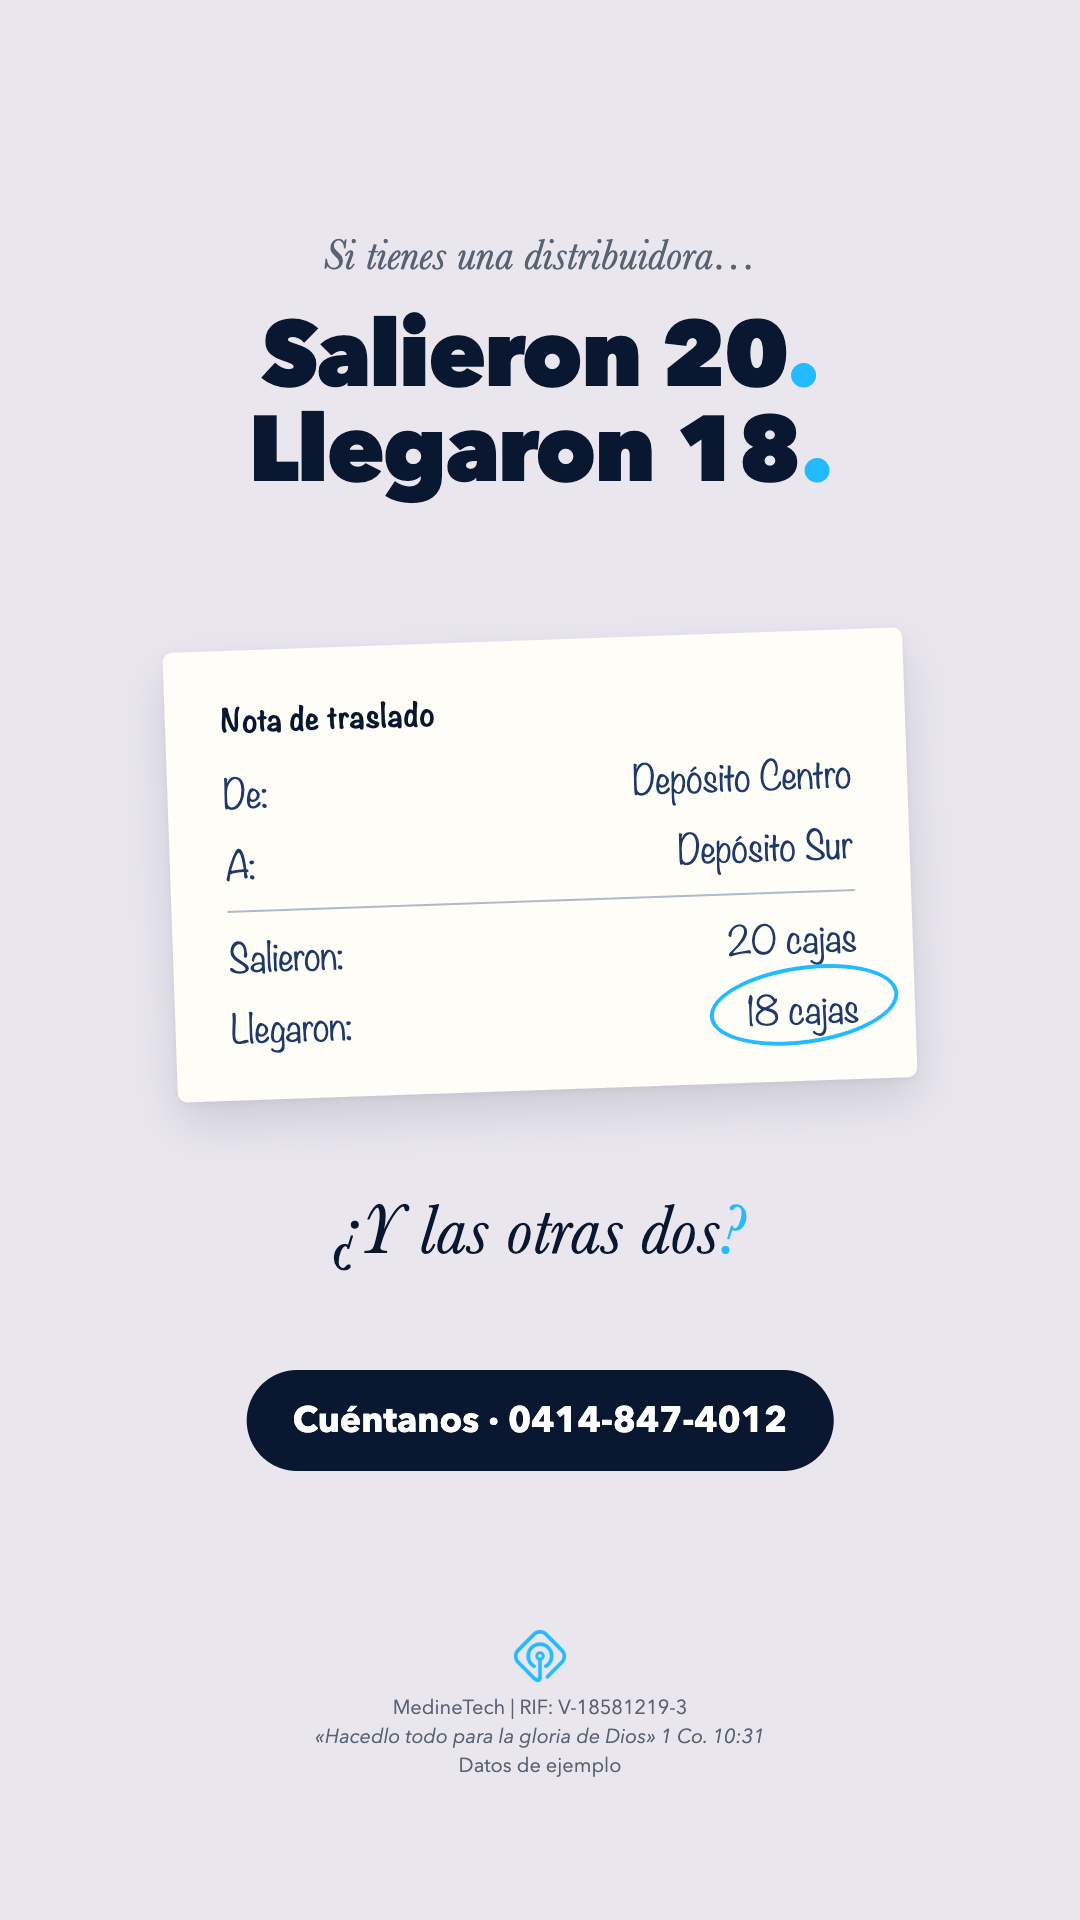 Si tienes una distribuidora…
Salieron 20.
Llegaron 18.
Nota de traslado
De: Depósito Centro
A: Depósito Sur
Salieron: 20 cajas
Llegaron: 18 cajas
¿Y las otras dos?
Cuéntanos · 0414-847-4012
MedineTech | RIF: V-18581219-3
«Hacedlo todo para la gloria de Dios» 1 Co. 10:31
Datos de ejemplo